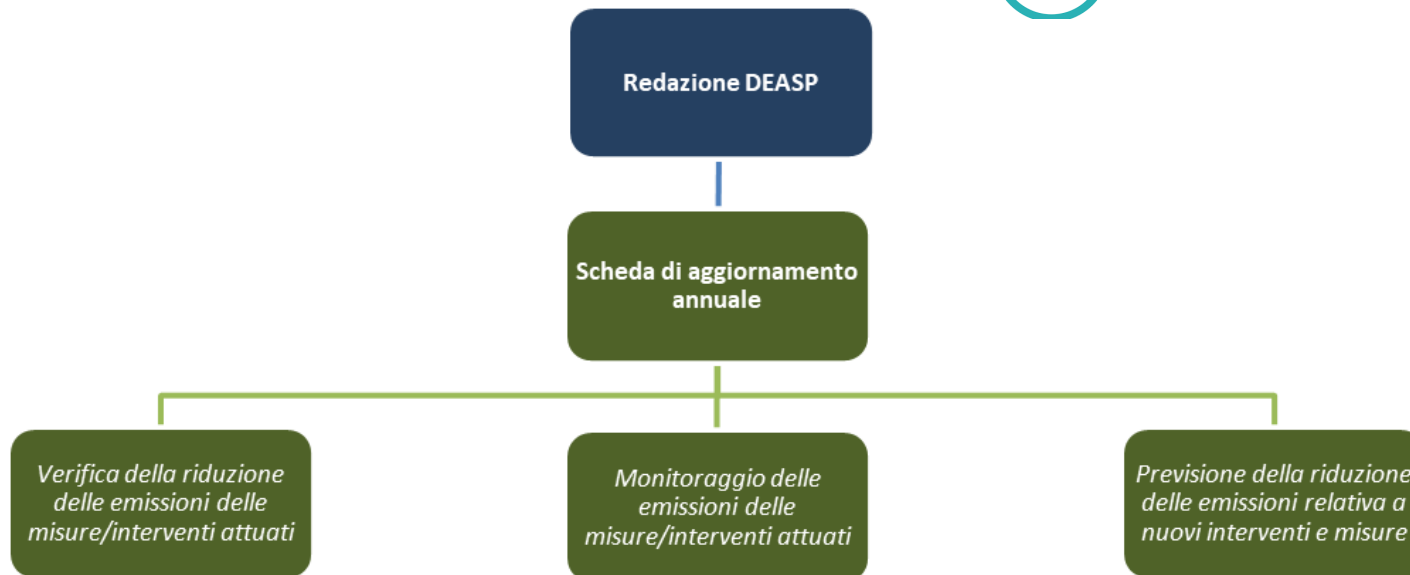 Redazione DEASP
Scheda di aggiornamento
annuale
Verifica della riduzione
delle emissioni delle
misure/interventi attuati
Monitoraggio delle
emissioni delle
misure/interventi attuati
Previsione della riduzione
delle emissioni relativa a
nuovi interventi e misure